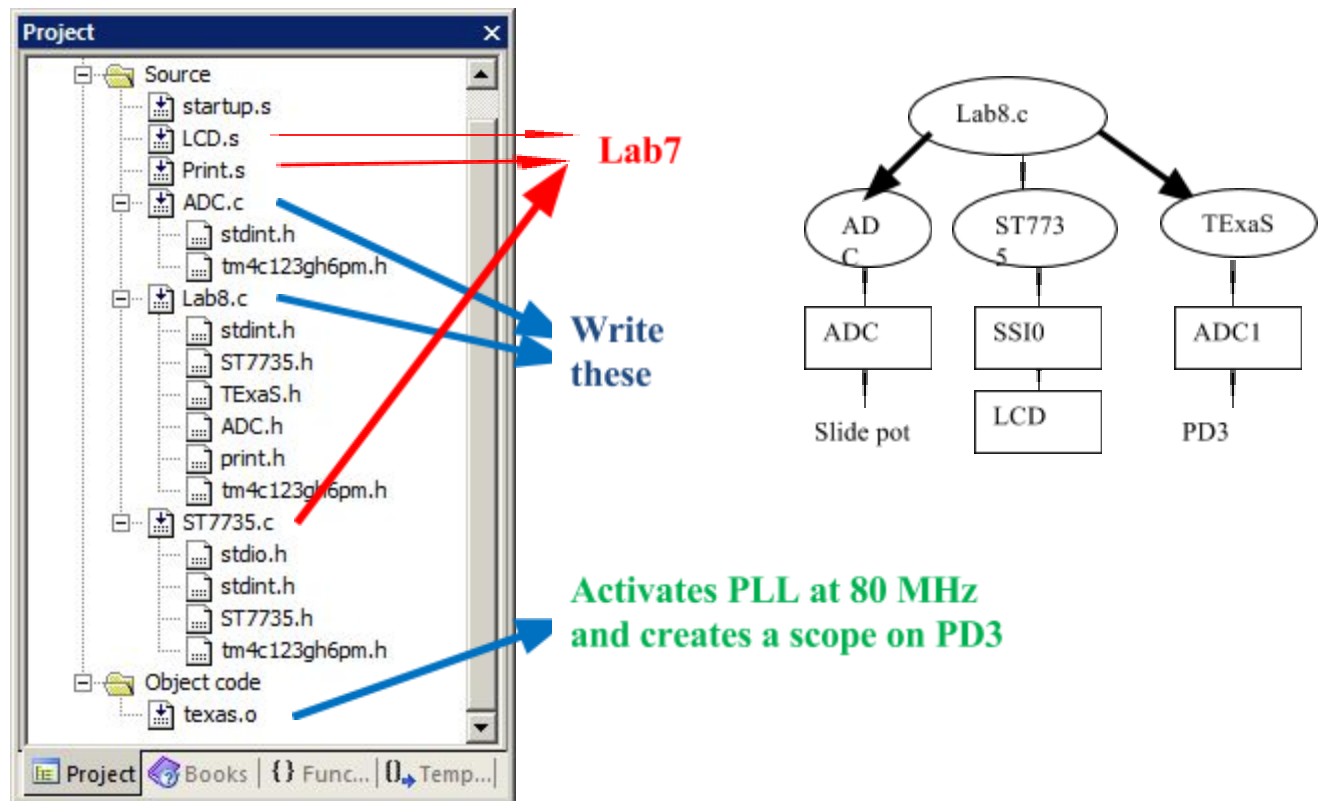 Project
Source
startup.s
LCD.s
Print.s
ADC.c
stdint.h
tm4c123gh6pm.h
Lab8.c
stdint.h
ST7735.h
TExaS.h
ADC.h
print.h
tm4c123gh6pm.h
ST7735.c
stdio.h
stdint.h
ST7735.h
tm4c123gh6pm.h
Object code
texas.o
Project
Books
{} Func...
Temp...
Lab7
Write
these
Activates PLL at 80 MHz
and creates a scope on PD3
Lab8.c
AD
C
ST773
5
TExaS
ADC
SSI0
ADC1
LCD
Slide pot
PD3